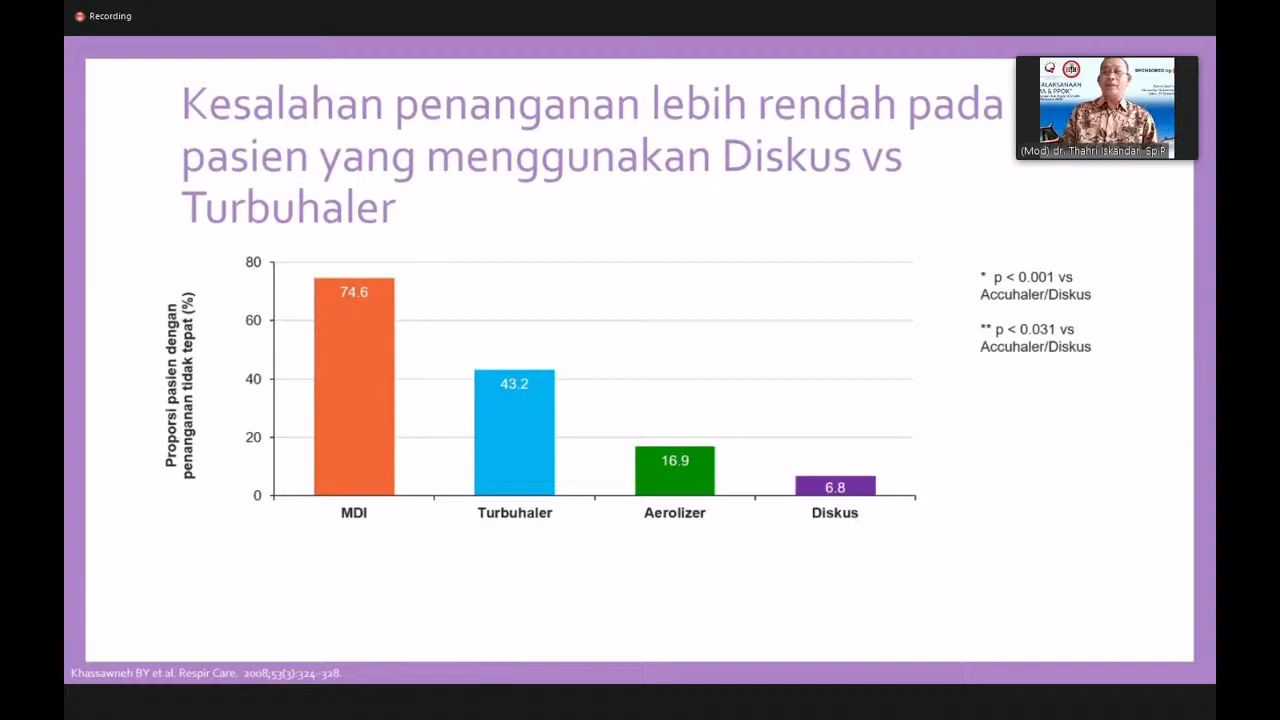 Recording
Kesalahan penanganan lebih rendah pada
pasien yang menggunakan Diskus vs
Turbuhaler
SPONSORED by
(Mod) dr. Thahri Iskandar. Sp.P
Proporsi pasien dengan
penanganan tidak tepat (%)
80
60
40
20
0
74.6
43.2
16.9
6.8
MDI
Turbuhaler
Aerolizer
Diskus
* p < 0.001 vs
Accuhaler/Diskus
** p < 0.031 vs
Accuhaler/Diskus
Khassawneh BY et al. Respir Care. 2008;53(3):324–328.